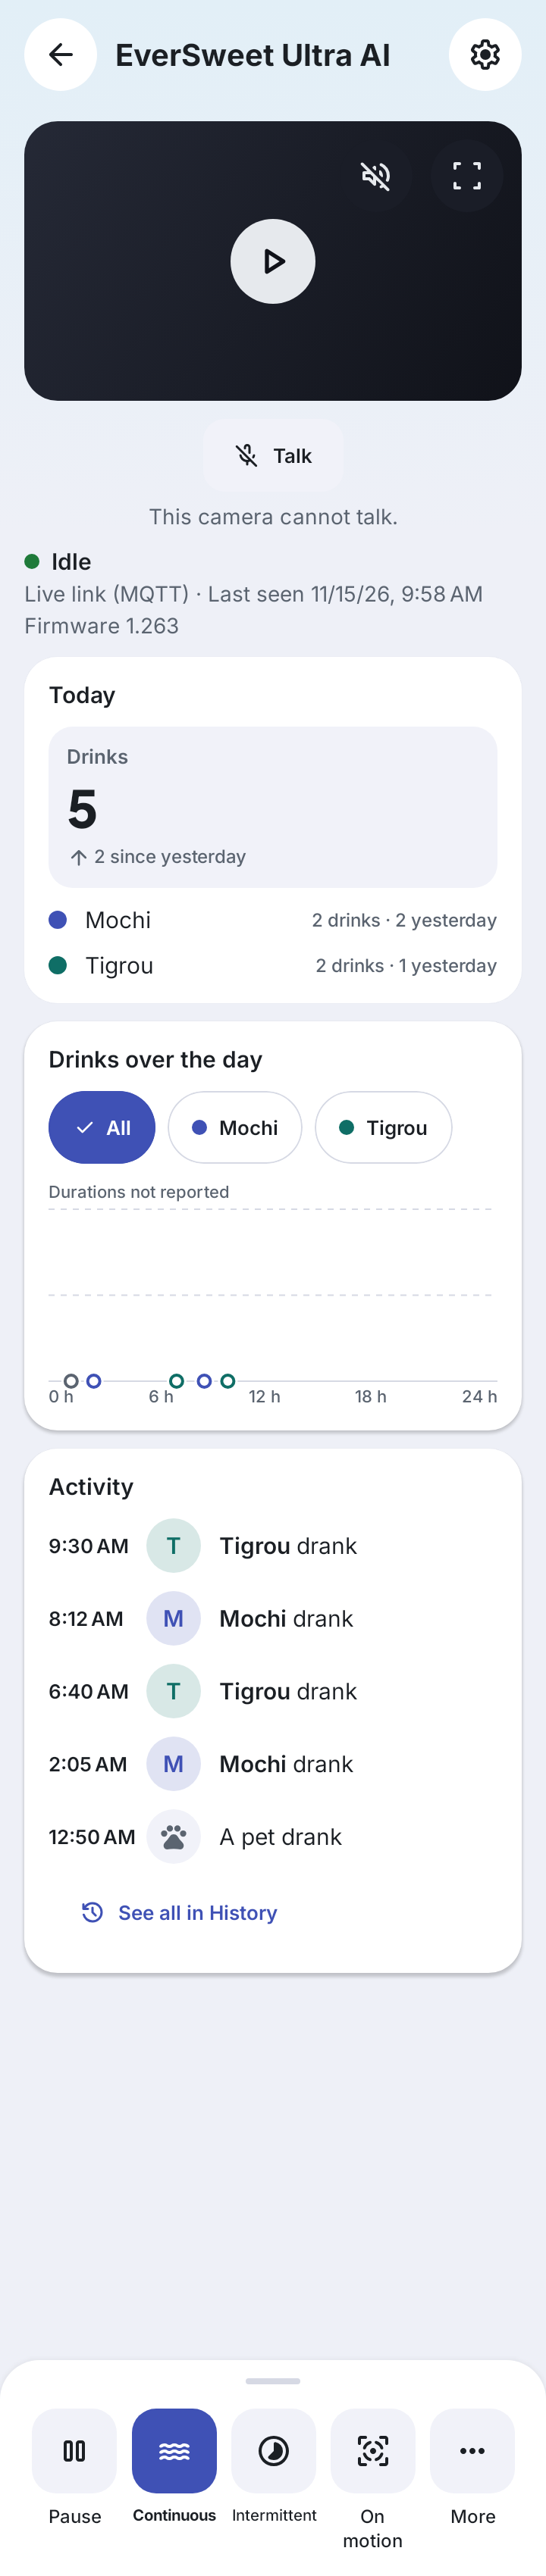 EverSweet Ultra AI
Talk
This camera cannot talk.
Idle
Live link (MQTT) · Last seen 11/15/26, 9:58 AM
Firmware 1.263
Today
Drinks
5
↑ 2 since yesterday
Mochi 2 drinks · 2 yesterday
Tigrou 2 drinks · 1 yesterday
Drinks over the day
All Mochi Tigrou
Durations not reported
0 h 6 h 12 h 18 h 24 h
Activity
9:30 AM T Tigrou drank
8:12 AM M Mochi drank
6:40 AM T Tigrou drank
2:05 AM M Mochi drank
12:50 AM A pet drank
See all in History
Pause Continuous Intermittent On motion More